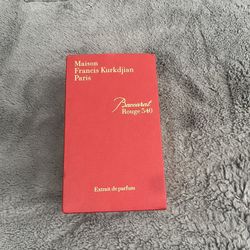 Maison
Francis Kurkdjian
Paris
Baccarat
Rouge 540
Extrait de parfum